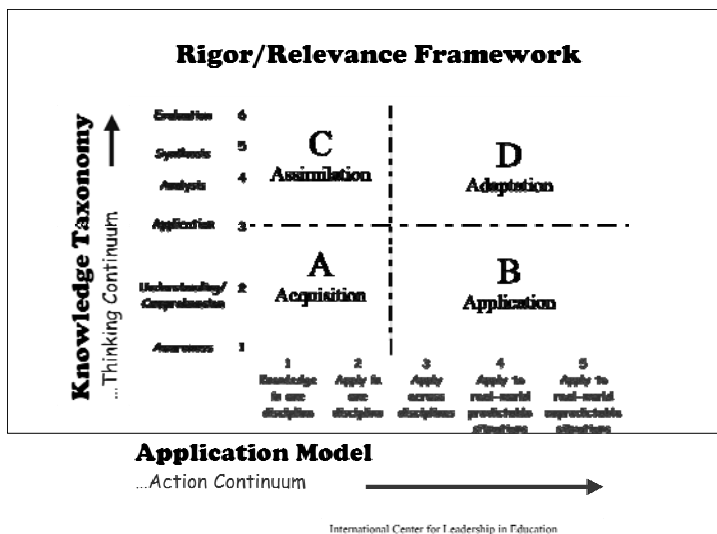 Rigor/Relevance Framework
Knowledge Taxonomy
...Thinking Continuum
Evaluation 6
Synthesis 5
Analysis 4
Application 3
Understanding/
Comprehension 2
Awareness 1
C
Assimilation
D
Adaptation
A
Acquisition
B
Application
1
Knowledge
in one
discipline
2
Apply in
one
discipline
3
Apply
across
disciplines
4
Apply to
real-world
predictable
situations
5
Apply to
real-world
unpredictable
situations
Application Model
...Action Continuum
International Center for Leadership in Education